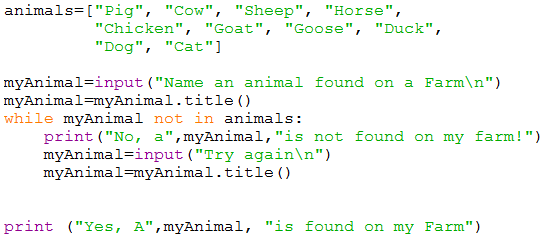 animals=["Pig", "Cow", "Sheep", "Horse",
"Chicken", "Goat", "Goose", "Duck",
"Dog", "Cat"]
myAnimal=input("Name an animal found on a Farm\n")
myAnimal=myAnimal.title()
while myAnimal not in animals:
print("No, a",myAnimal,"is not found on my farm!")
myAnimal=input("Try again\n")
myAnimal=myAnimal.title()
print ("Yes, A",myAnimal, "is found on my Farm")